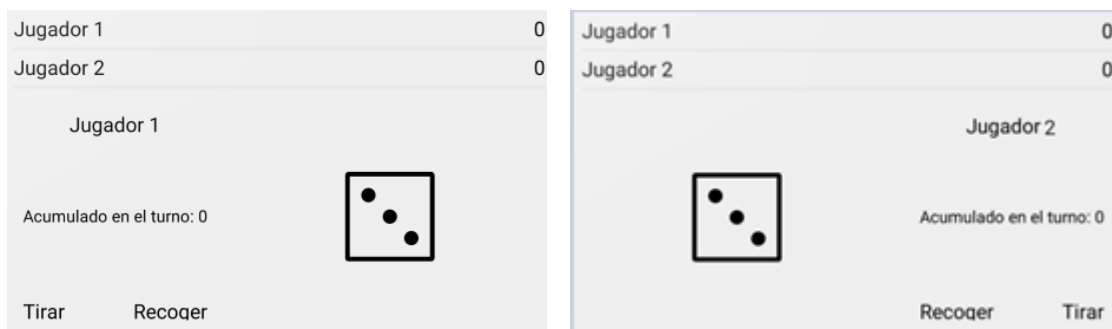 Jugador 1 0
Jugador 2 0
Jugador 1
Acumulado en el turno: 0
Tirar Recoger
Jugador 1 0
Jugador 2 0
Jugador 2
Acumulado en el turno: 0
Recoger Tirar